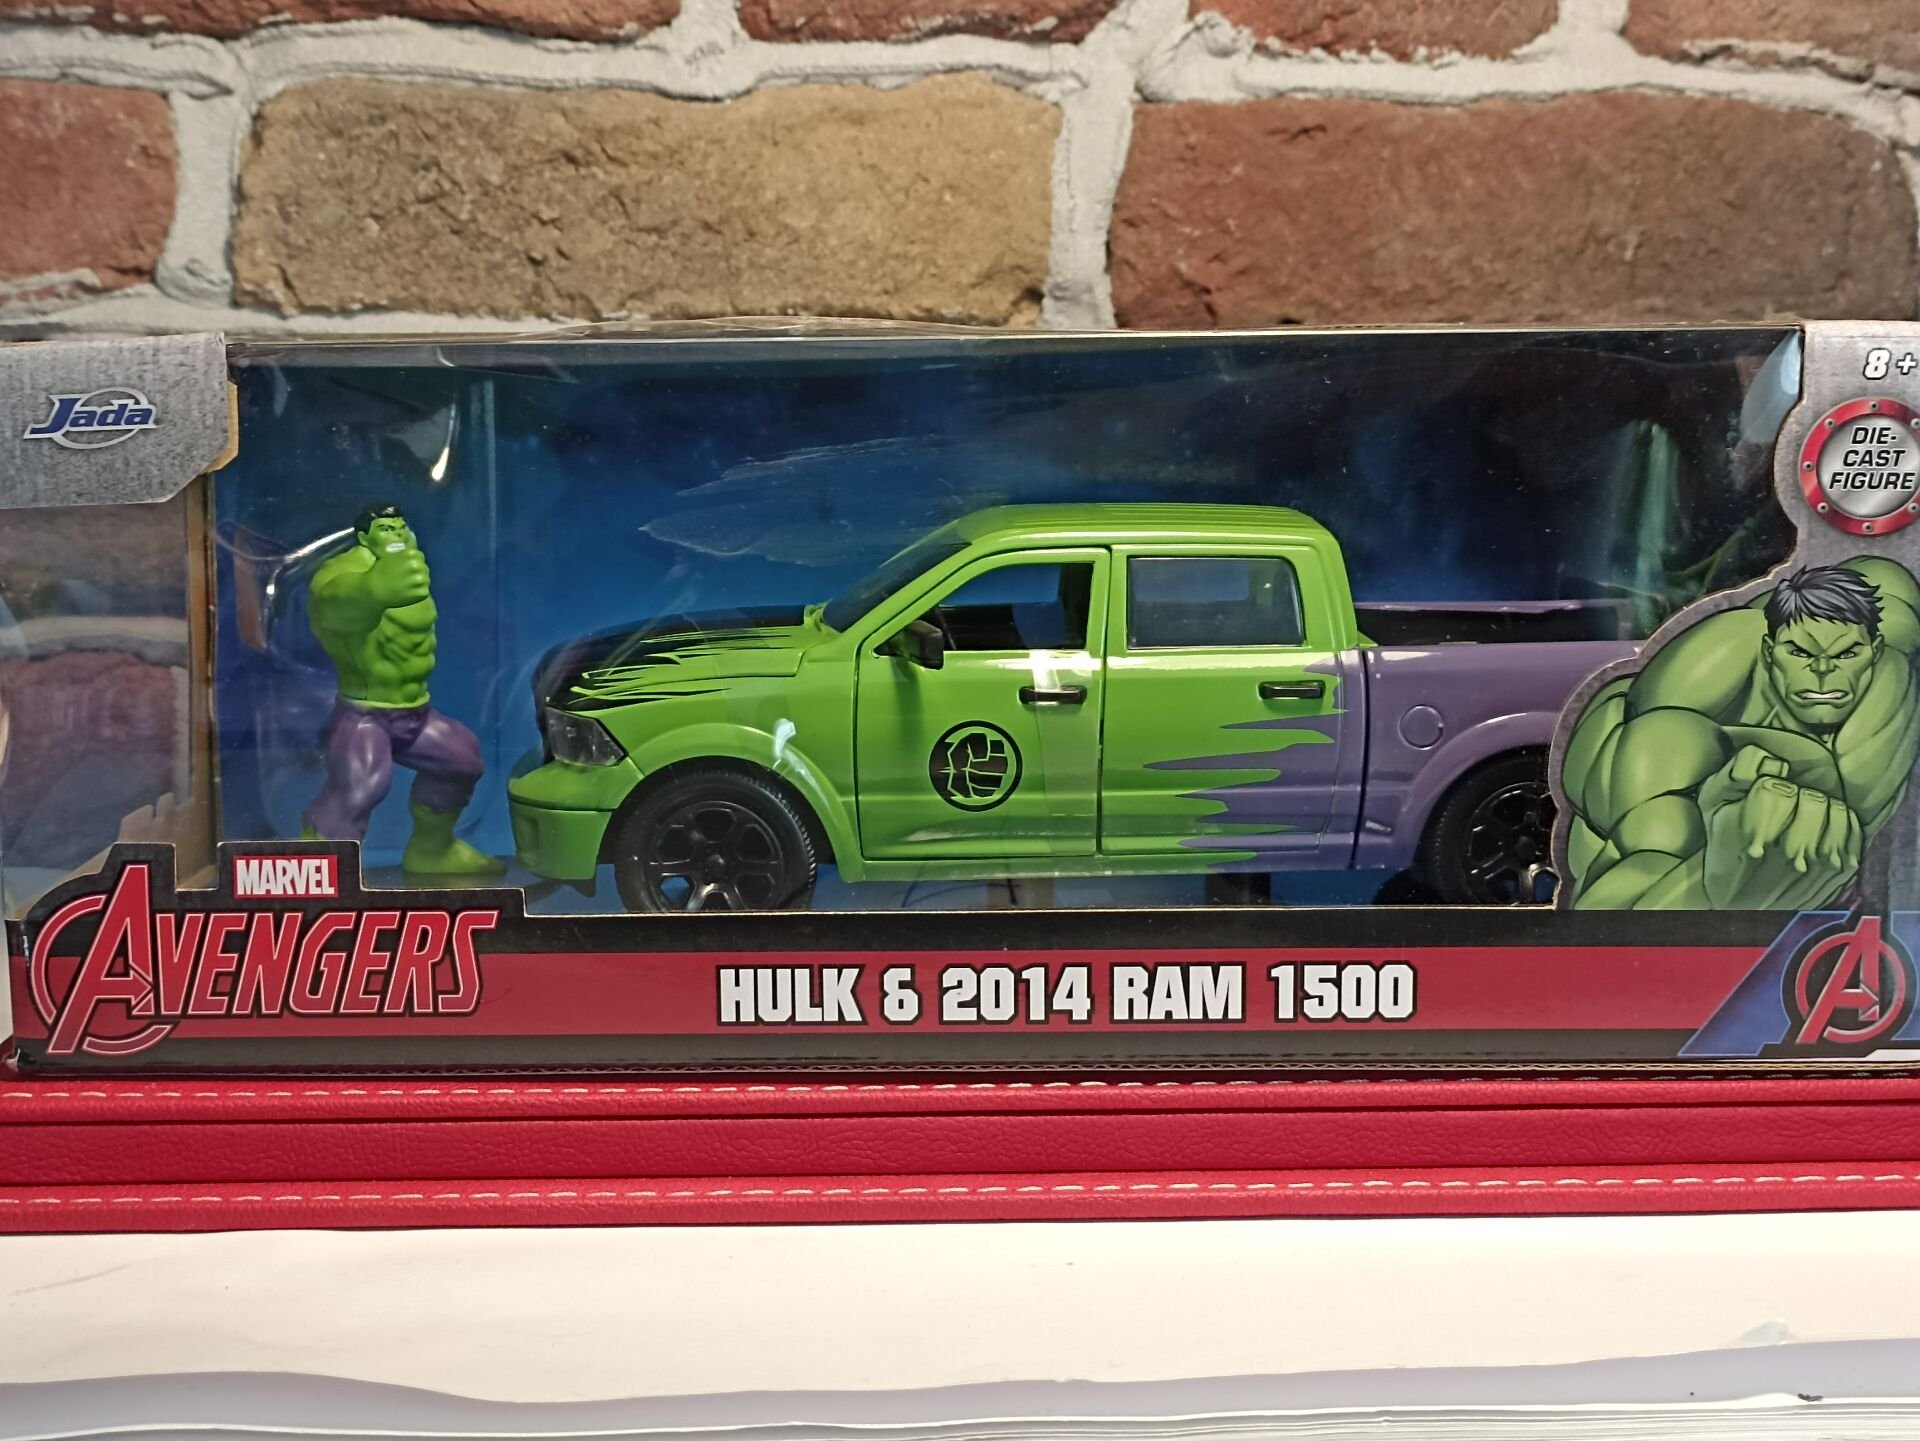 Jada
8+
DIE-
CAST
FIGURE
MARVEL
AVENGERS
HULK & 2014 RAM 1500
A